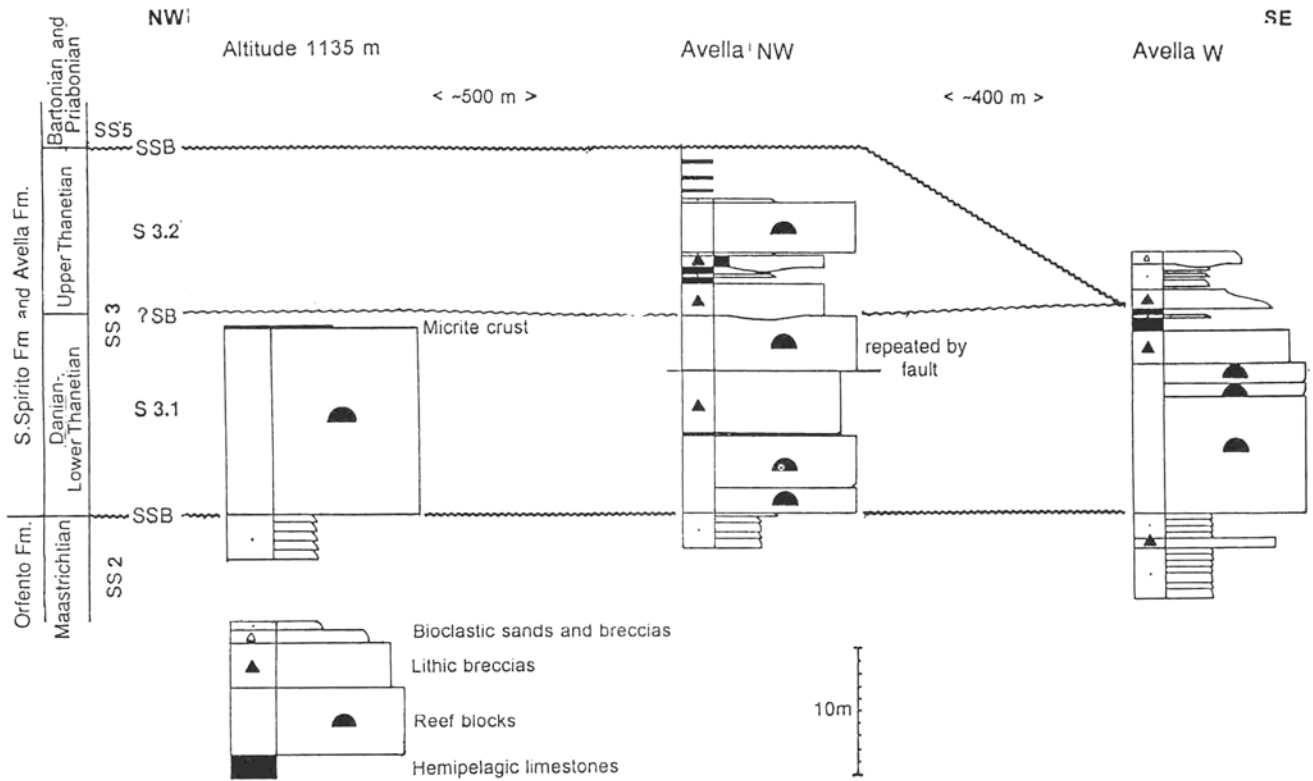 NW
SE
Altitude 1135 m
Avella NW
Avella W
< ~500 m >
< ~400 m >
S.Spirito Fm and Avella Fm.
Orfento Fm.
Bartonian and
Priabonian
Upper Thanetian
Danian-
Lower Thanetian
Maastrichtian
SS 5
SS 3
SS 2
SSB
S 3.2
? SB
S 3.1
SSB
Micrite crust
repeated by
fault
Bioclastic sands and breccias
Lithic breccias
Reef blocks
Hemipelagic limestones
10m